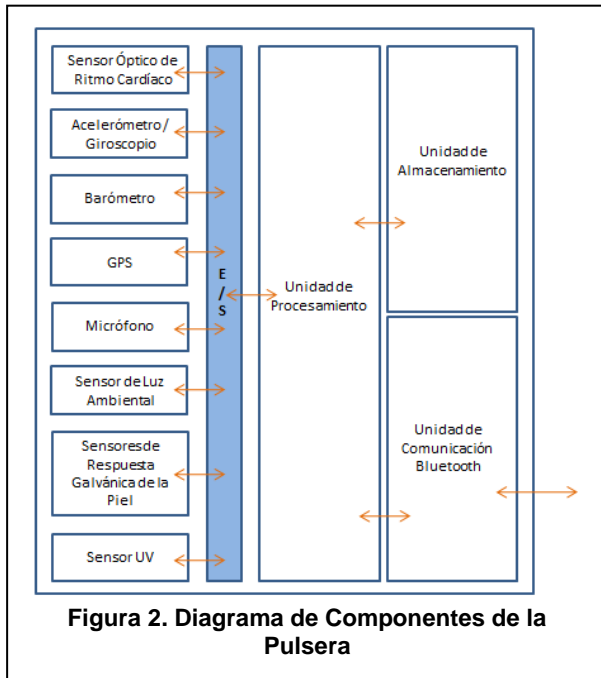 Sensor Óptico de
Ritmo Cardíaco
Acelerómetro /
Giroscopio
Barómetro
GPS
Micrófono
Sensor de Luz
Ambiental
Sensores de
Respuesta
Galvánica de la
Piel
Sensor UV
E
/
S
Unidad de
Procesamiento
Unidad de
Almacenamiento
Unidad de
Comunicación
Bluetooth
Figura 2. Diagrama de Componentes de la
Pulsera